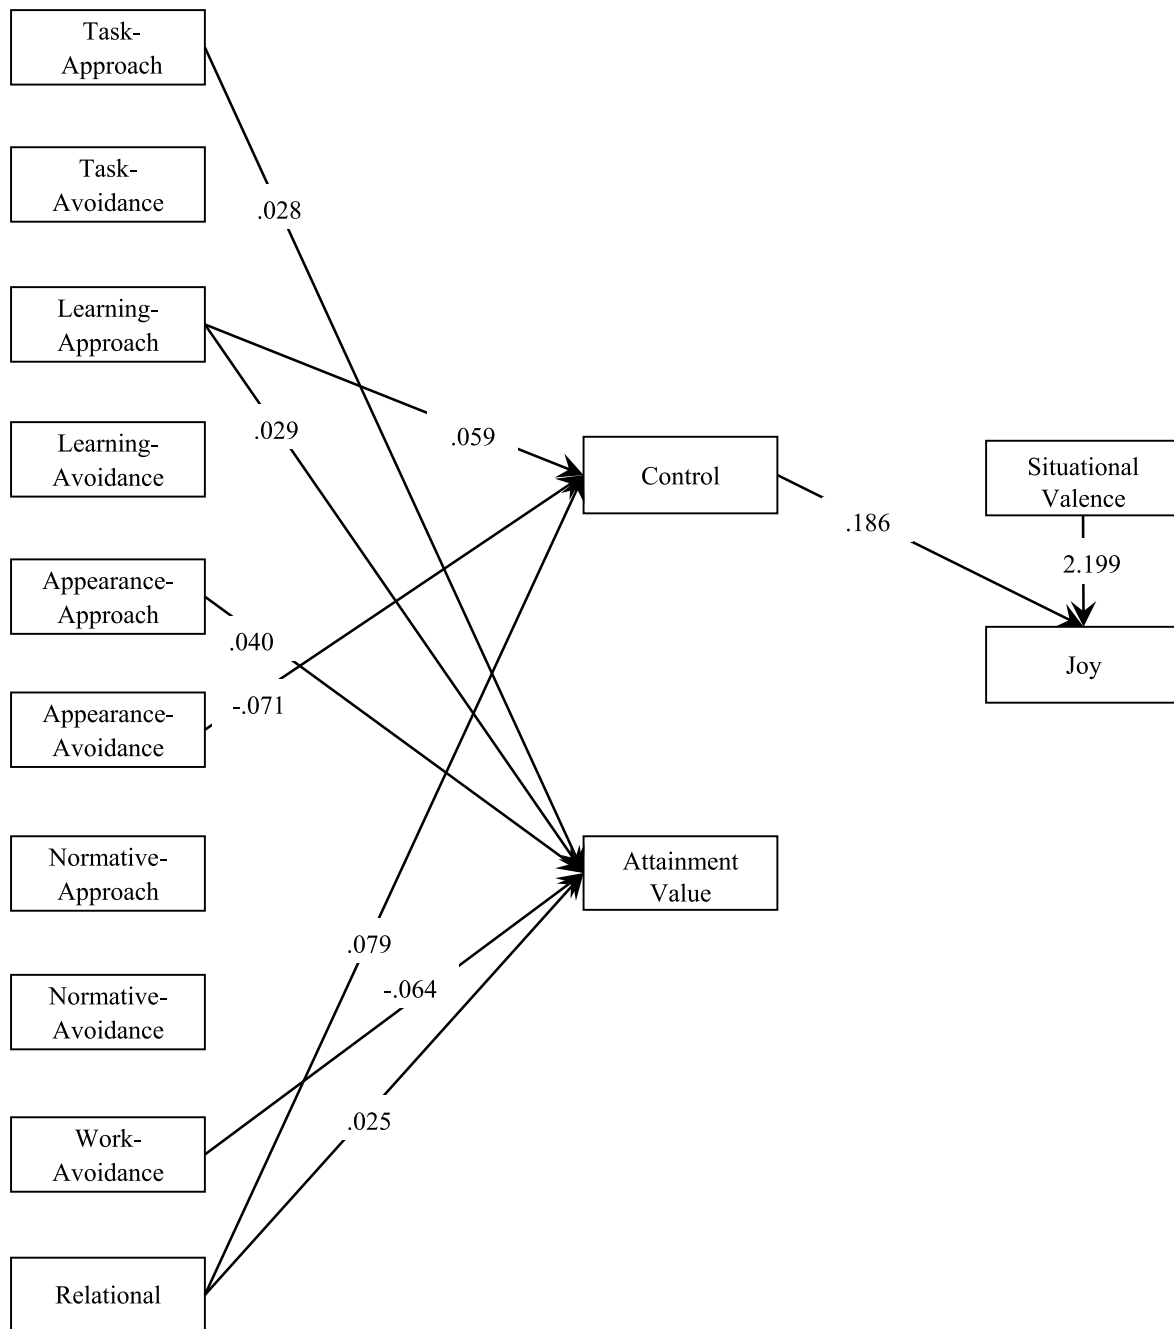 Task-
Approach
Task-
Avoidance
.028
Learning-
Approach
.029
.059
Learning-
Avoidance
Control
Situational
Valence
.186
2.199
Appearance-
Approach
.040
Joy
Appearance-
Avoidance
-.071
Normative-
Approach
Attainment
Value
.079
-.064
Normative-
Avoidance
.025
Work-
Avoidance
Relational